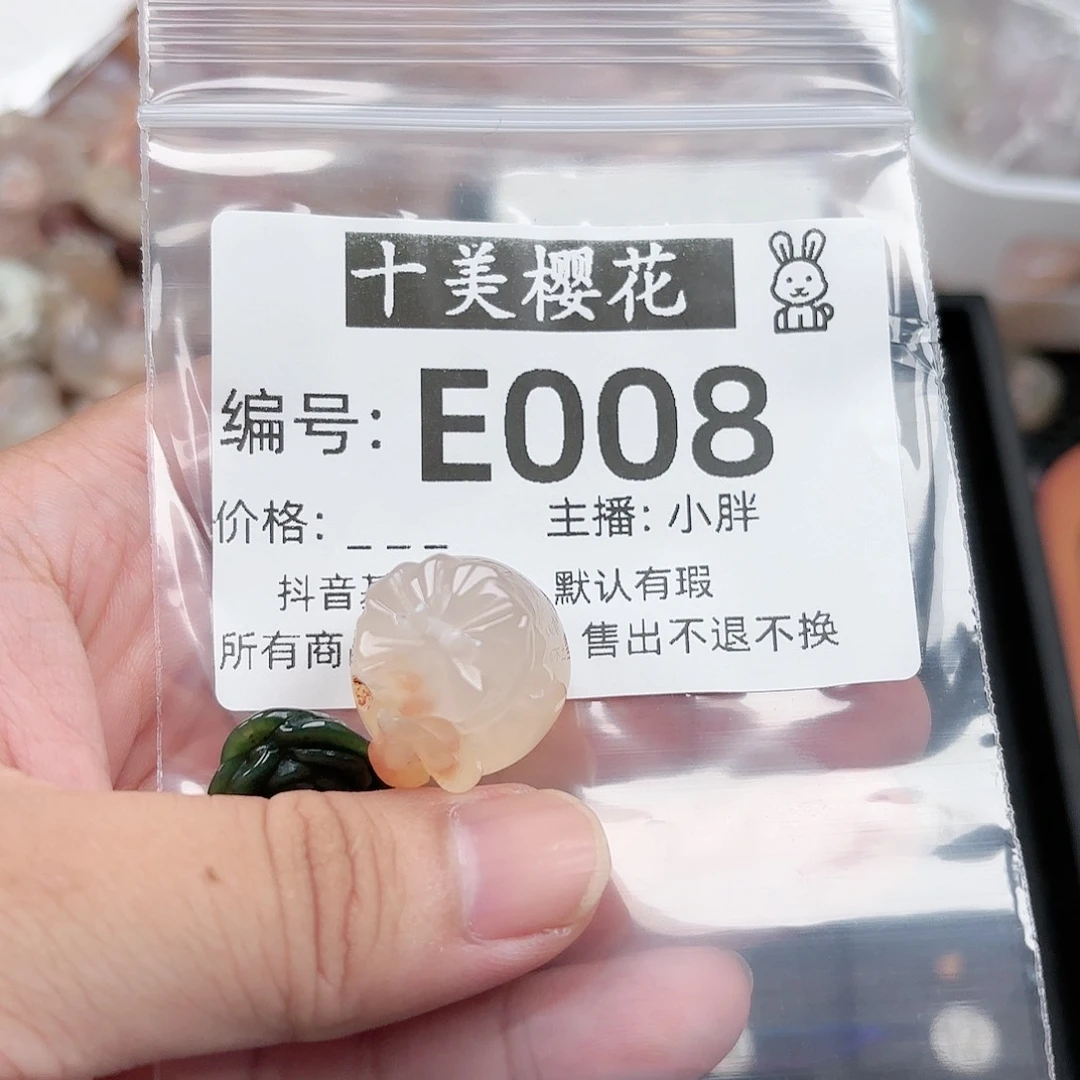 十美樱花
编号: E008
价格: _ _ _ 主播: 小胖
抖音 默认有瑕
所有商 售出不退不换